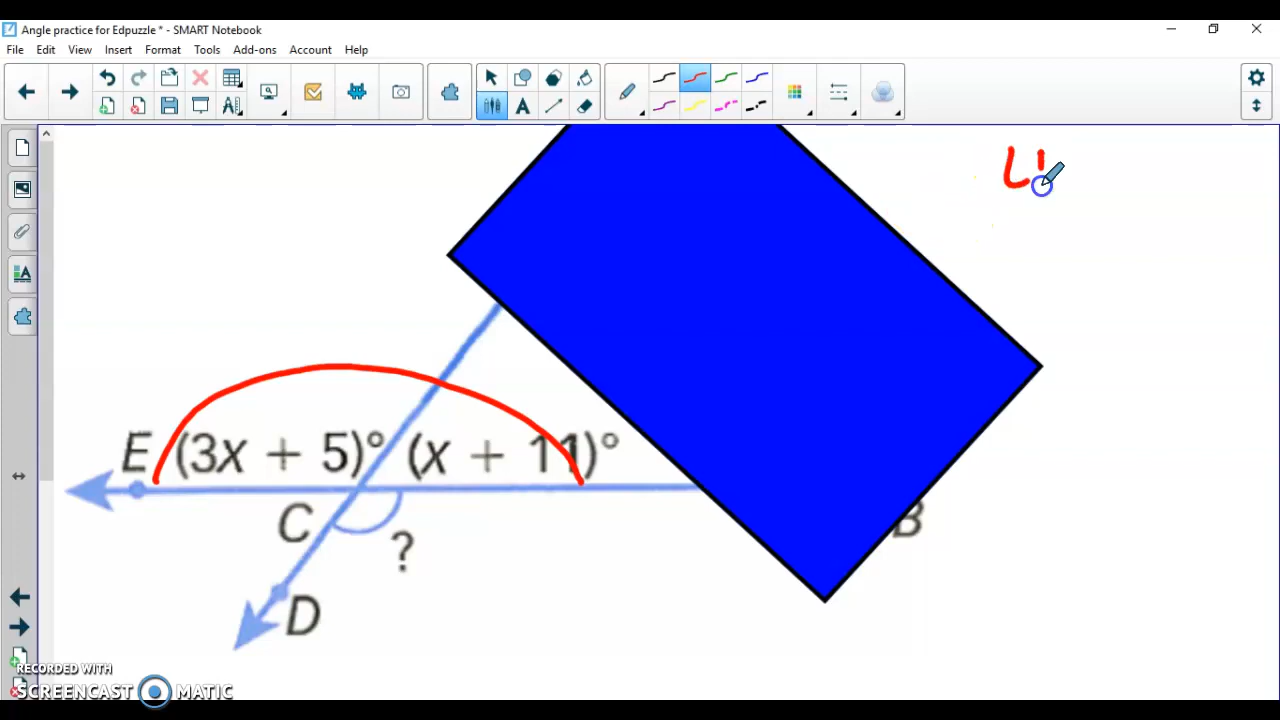 Angle practice for Edpuzzle * - SMART Notebook
File Edit View Insert Format Tools Add-ons Account Help
E (3x + 5)° (x + 11)°
C
?
B
D
RECORDED WITH
SCREENCAST MATIC